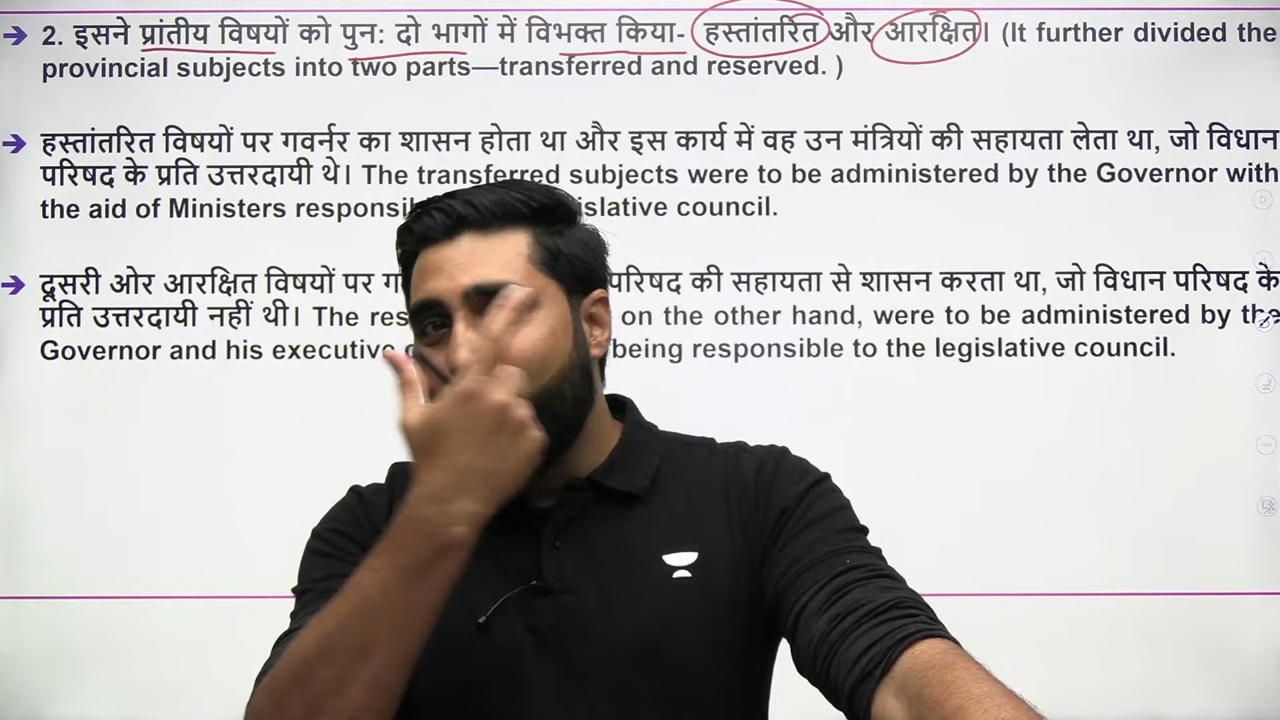 → 2. इसने प्रांतीय विषयों को पुन: दो भागों में विभक्त किया- हस्तांतरित और आरक्षित। (It further divided the
provincial subjects into two parts—transferred and reserved. )
→ हस्तांतरित विषयों पर गवर्नर का शासन होता था और इस कार्य में वह उन मंत्रियों की सहायता लेता था, जो विधान
परिषद के प्रति उत्तरदायी थे। The transferred subjects were to be administered by the Governor with
the aid of Ministers council.
→ दूसरी ओर आरक्षित विषयों पर परिषद की सहायता से शासन करता था, जो विधान परिषद के
प्रति उत्तरदायी नहीं थी। The on the other hand, were to be administered by the
Governor and his executive being responsible to the legislative council.